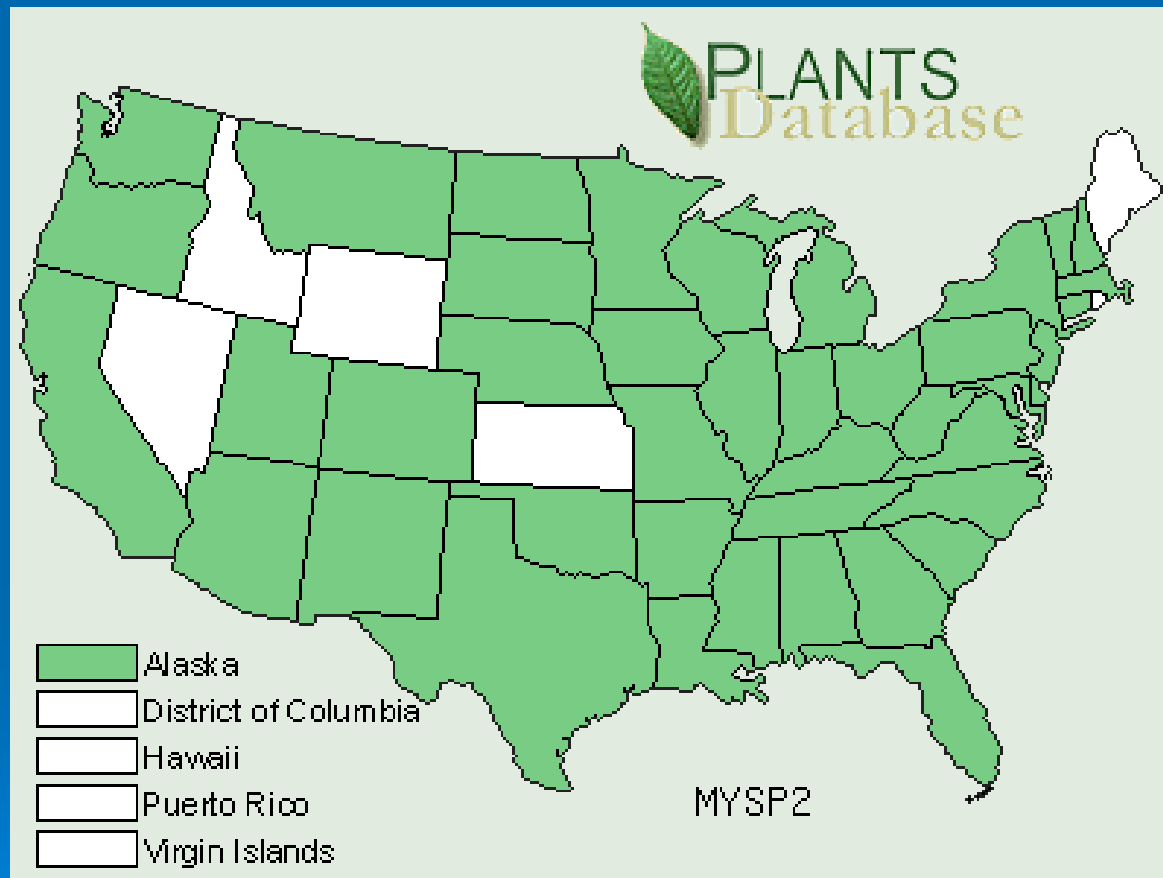 PLANTS
Database
Alaska
District of Columbia
Hawaii
Puerto Rico
Virgin Islands
MYSP2